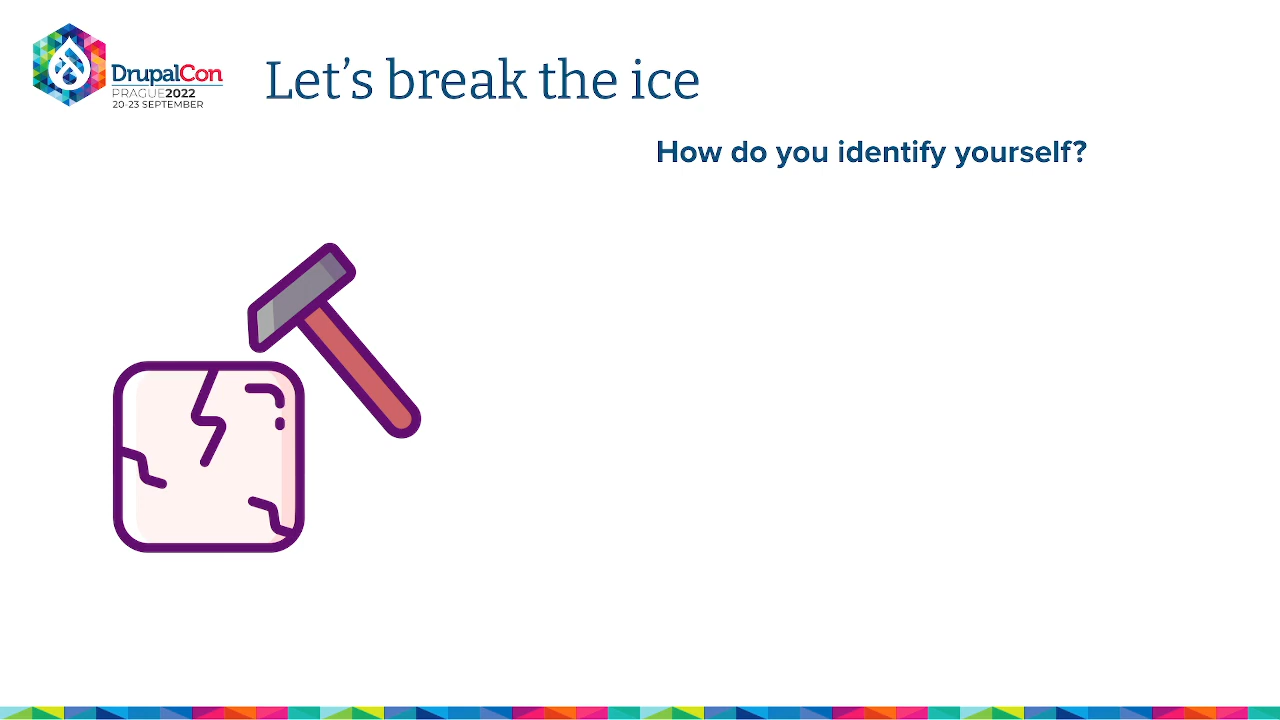 DrupalCon
PRAGUE2022
20-23 SEPTEMBER
Let's break the ice
How do you identify yourself?